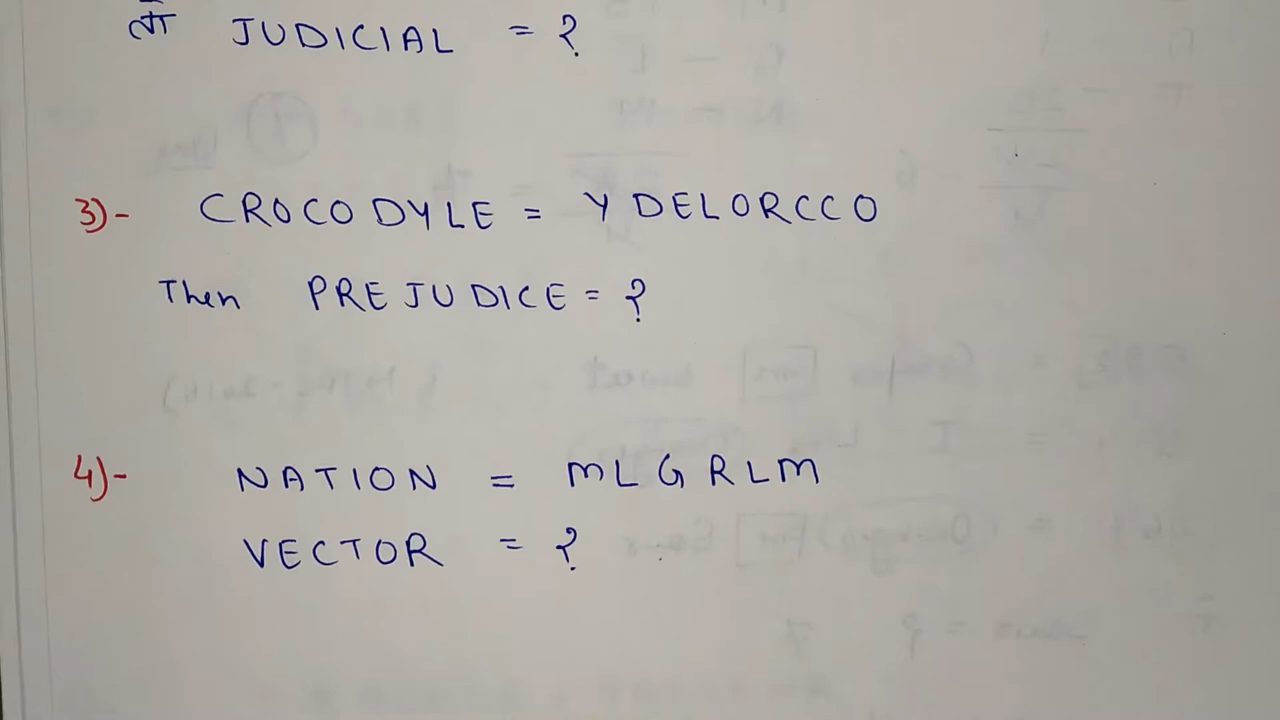 तो JUDICIAL = ?
3)- CROCODYLE = YDELORCCO
Then PREJUDICE = ?
4)- NATION = MLGRLM
VECTOR = ?